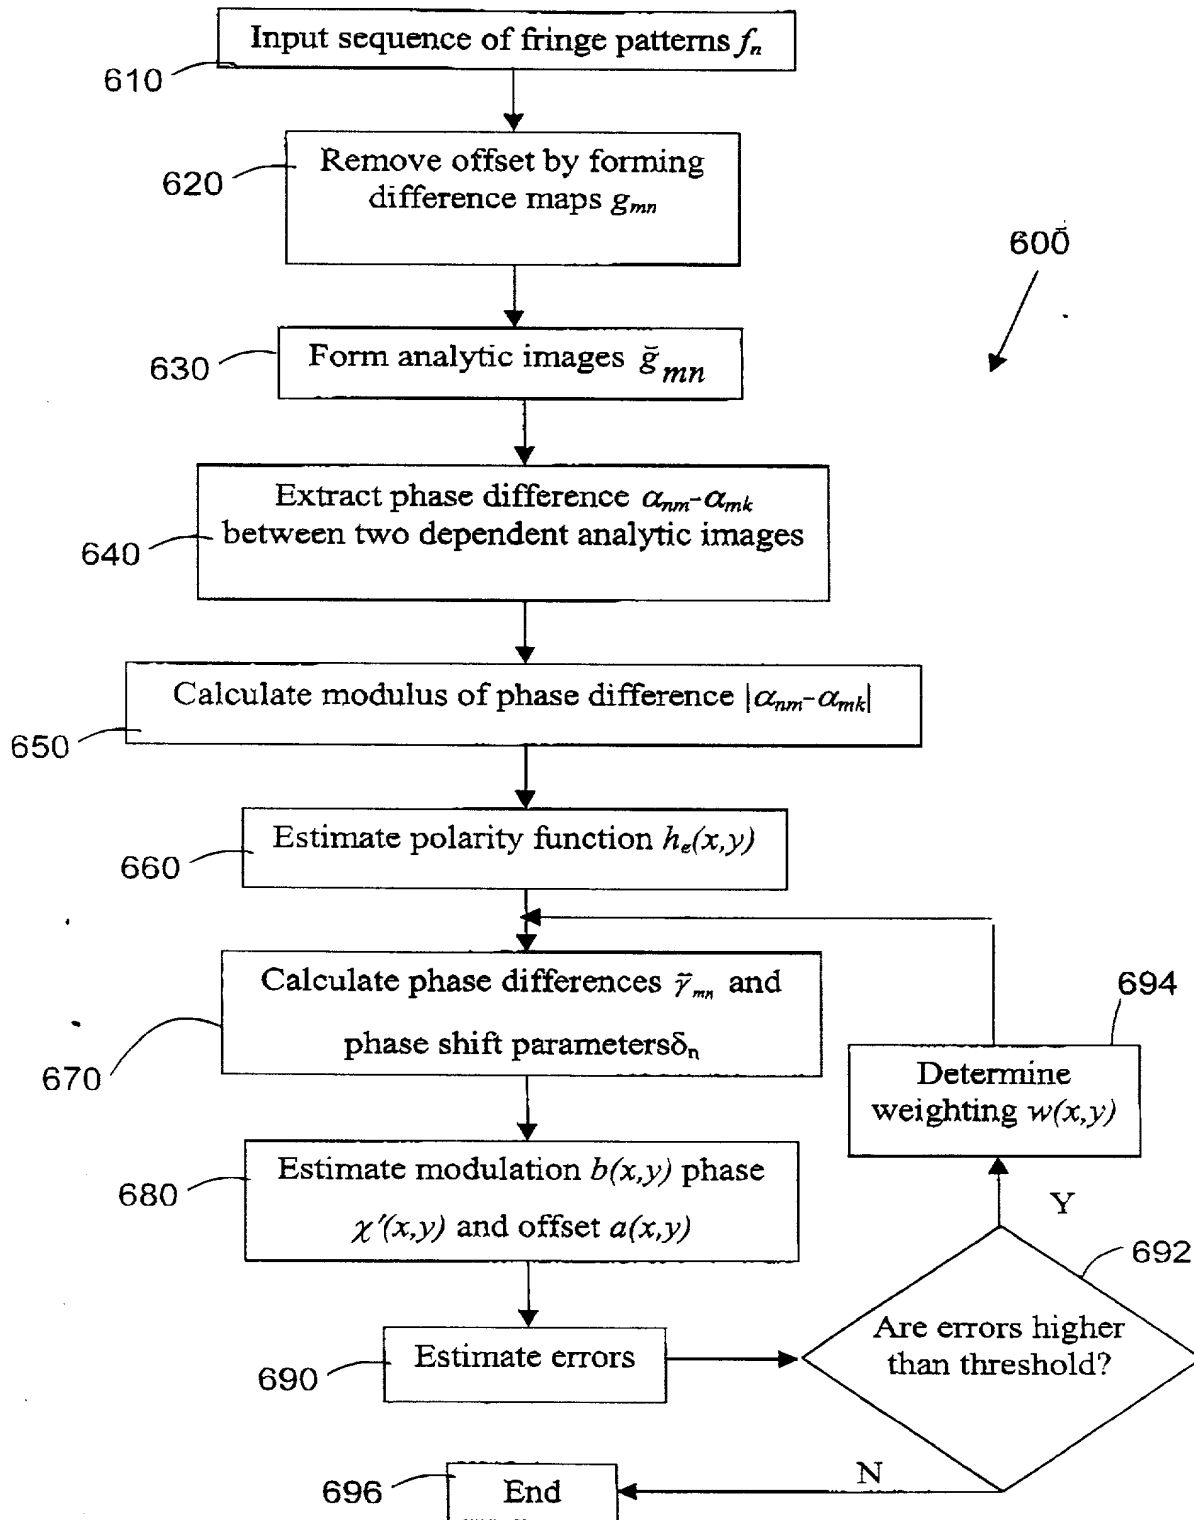 Input sequence of fringe patterns fₙ
610
Remove offset by forming
difference maps gₘₙ
620
600
Form analytic images g̃ₘₙ
630
Extract phase difference αₙₘ-αₘₖ
between two dependent analytic images
640
Calculate modulus of phase difference |αₙₘ-αₘₖ|
650
Estimate polarity function hₑ(x,y)
660
Calculate phase differences γ̃ₘₙ and
phase shift parametersδₙ
670
694
Determine
weighting w(x,y)
Estimate modulation b(x,y) phase
χ'(x,y) and offset a(x,y)
680
Y
692
Are errors higher
than threshold?
Estimate errors
690
N
End
696